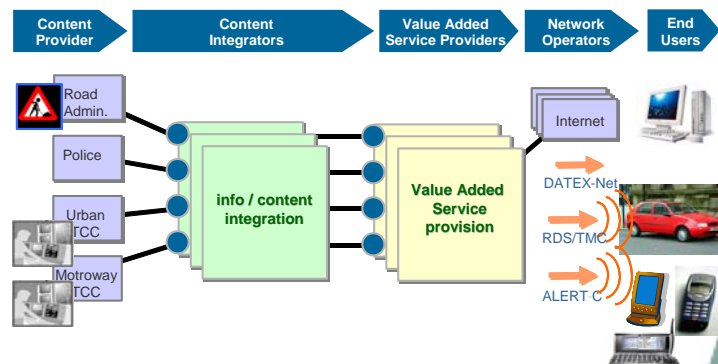 Content
Provider
Content
Integrators
Value Added
Service Providers
Network
Operators
End
Users
Road
Admin.
Police
Urban
TCC
Motroway
TCC
info / content
integration
Value Added
Service
provision
Internet
DATEX-Net
RDS/TMC
ALERT C